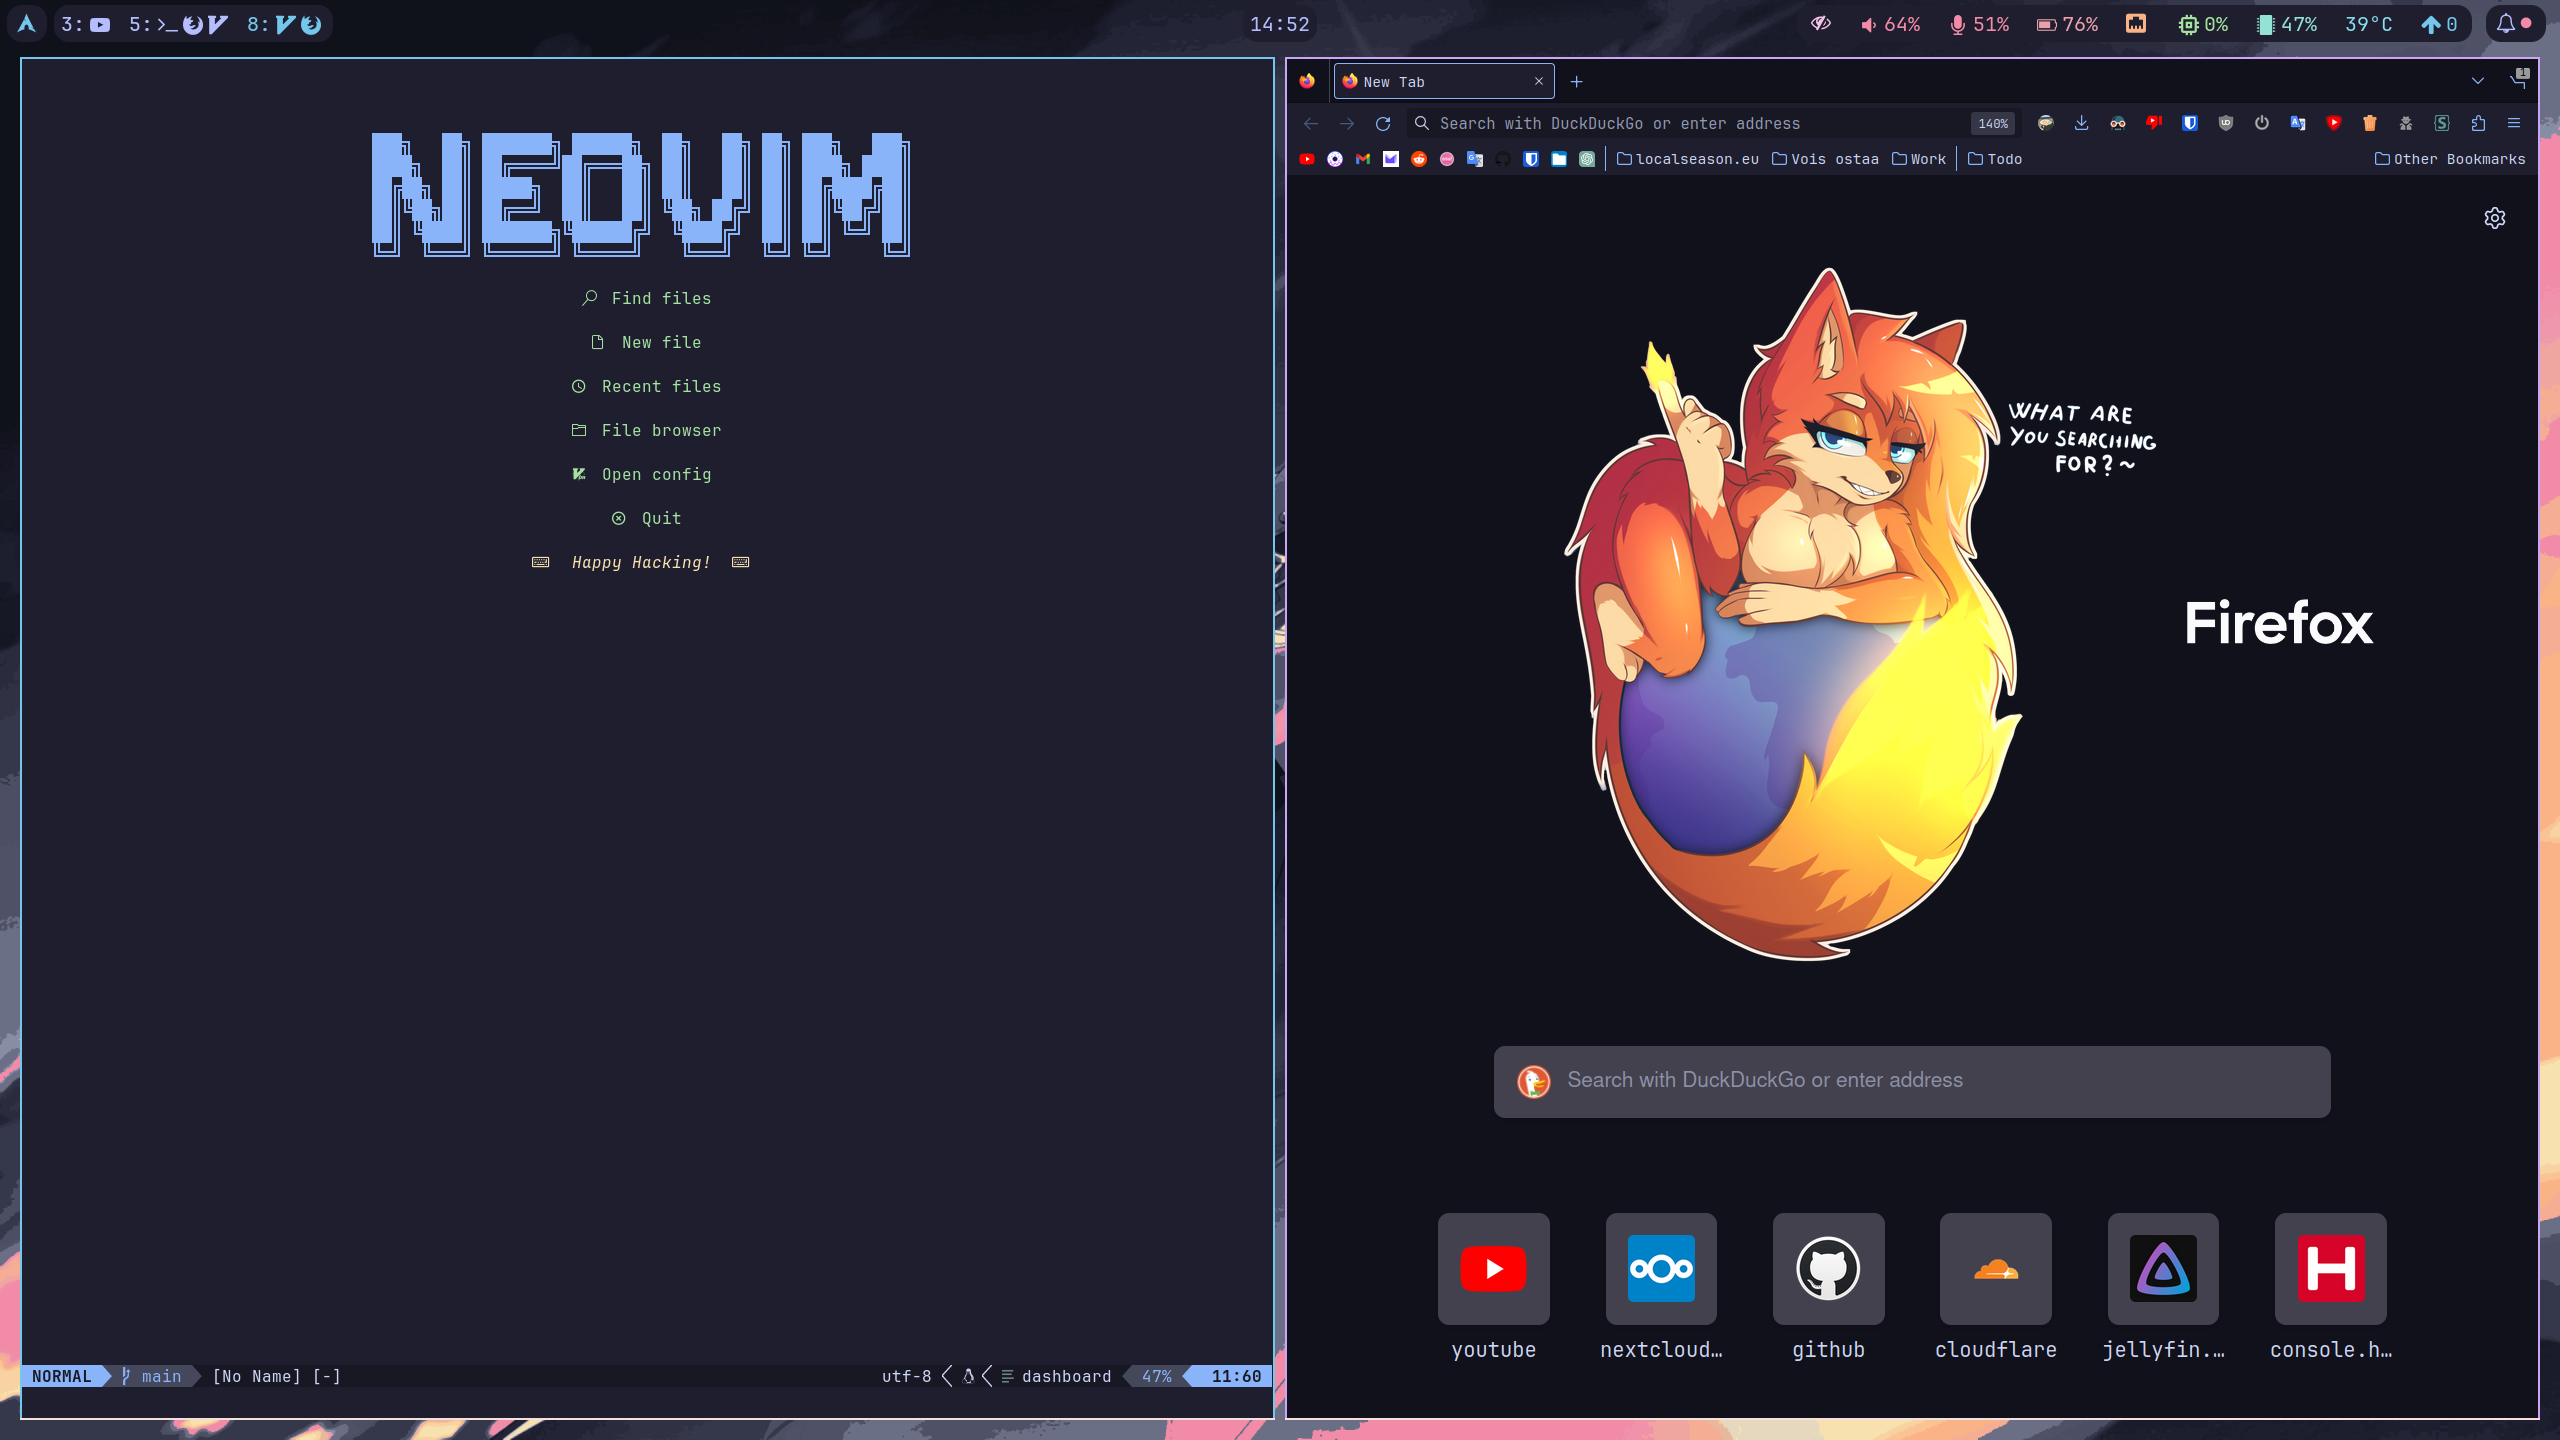 3: 5: 8: 14:52 64% 51% 76% 0% 47% 39°C 0
NEOVIM
Find files
New file
Recent files
File browser
Open config
Quit
Happy Hacking!
NORMAL main [No Name] [-] utf-8 dashboard 47% 11:60
New Tab 1
Search with DuckDuckGo or enter address 140%
localseason.eu Vois ostaa Work Todo Other Bookmarks
WHAT ARE
YOU SEARCHING
FOR?~
Firefox
Search with DuckDuckGo or enter address
youtube nextcloud… github cloudflare jellyfin.… console.h…